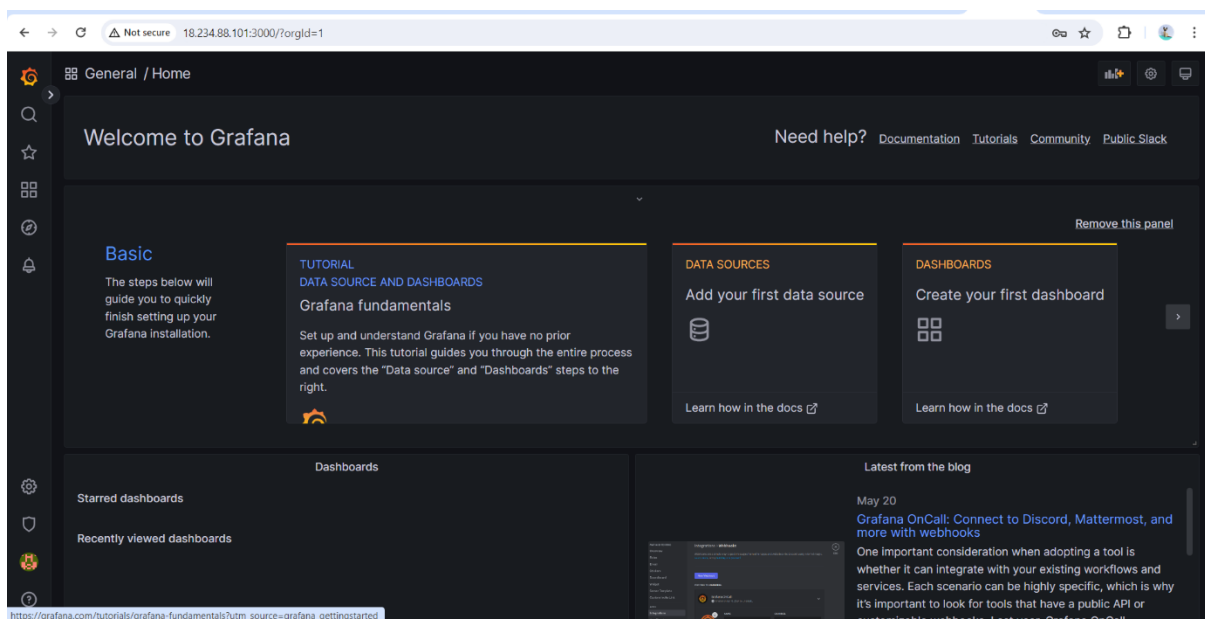 Not secure 18.234.88.101:3000/?orgId=1
General / Home
Welcome to Grafana
Need help? Documentation Tutorials Community Public Slack
Remove this panel
Basic
The steps below will
guide you to quickly
finish setting up your
Grafana installation.
TUTORIAL
DATA SOURCE AND DASHBOARDS
Grafana fundamentals
Set up and understand Grafana if you have no prior
experience. This tutorial guides you through the entire process
and covers the “Data source” and “Dashboards” steps to the
right.
DATA SOURCES
Add your first data source
Learn how in the docs
DASHBOARDS
Create your first dashboard
Learn how in the docs
Dashboards
Starred dashboards
Recently viewed dashboards
Latest from the blog
May 20
Grafana OnCall: Connect to Discord, Mattermost, and
more with webhooks
One important consideration when adopting a tool is
whether it can integrate with your existing workflows and
services. Each scenario can be highly specific, which is why
it's important to look for tools that have a public API or
https://grafana.com/tutorials/grafana-fundamentals?utm_source=grafana_gettingstarted